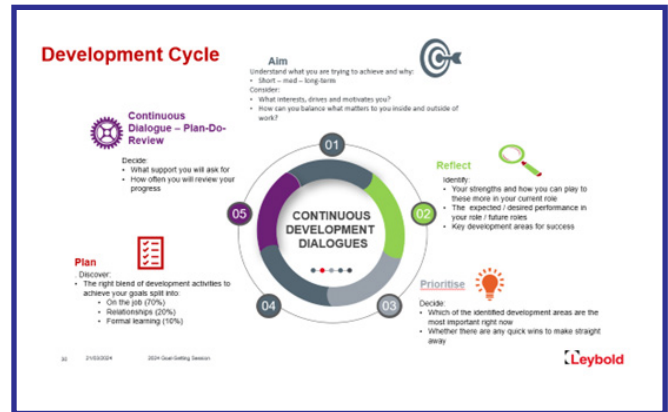 Development Cycle
Aim
Understand what you are trying to achieve and why:
• Short – med – long-term
Consider:
• What interests, drives and motivates you?
• How can you balance what matters to you inside and outside of
work?
Continuous
Dialogue – Plan-Do-
Review
Decide:
• What support you will ask for
• How often you will review your
progress
01
Reflect
Identify:
• Your strengths and how you can play to
these more in your current role
• The expected / desired performance in
your role / future roles
• Key development areas for success
05
02
CONTINUOUS
DEVELOPMENT
DIALOGUES
Plan
. Discover:
• The right blend of development activities to
achieve your goals split into:
• On the job (70%)
• Relationships (20%)
• Formal learning (10%)
04
03
Prioritise
Decide:
• Which of the identified development areas are the
most important right now
• Whether there are any quick wins to make straight
away
21/03/2024
2024 Goal-Setting Session
Leybold